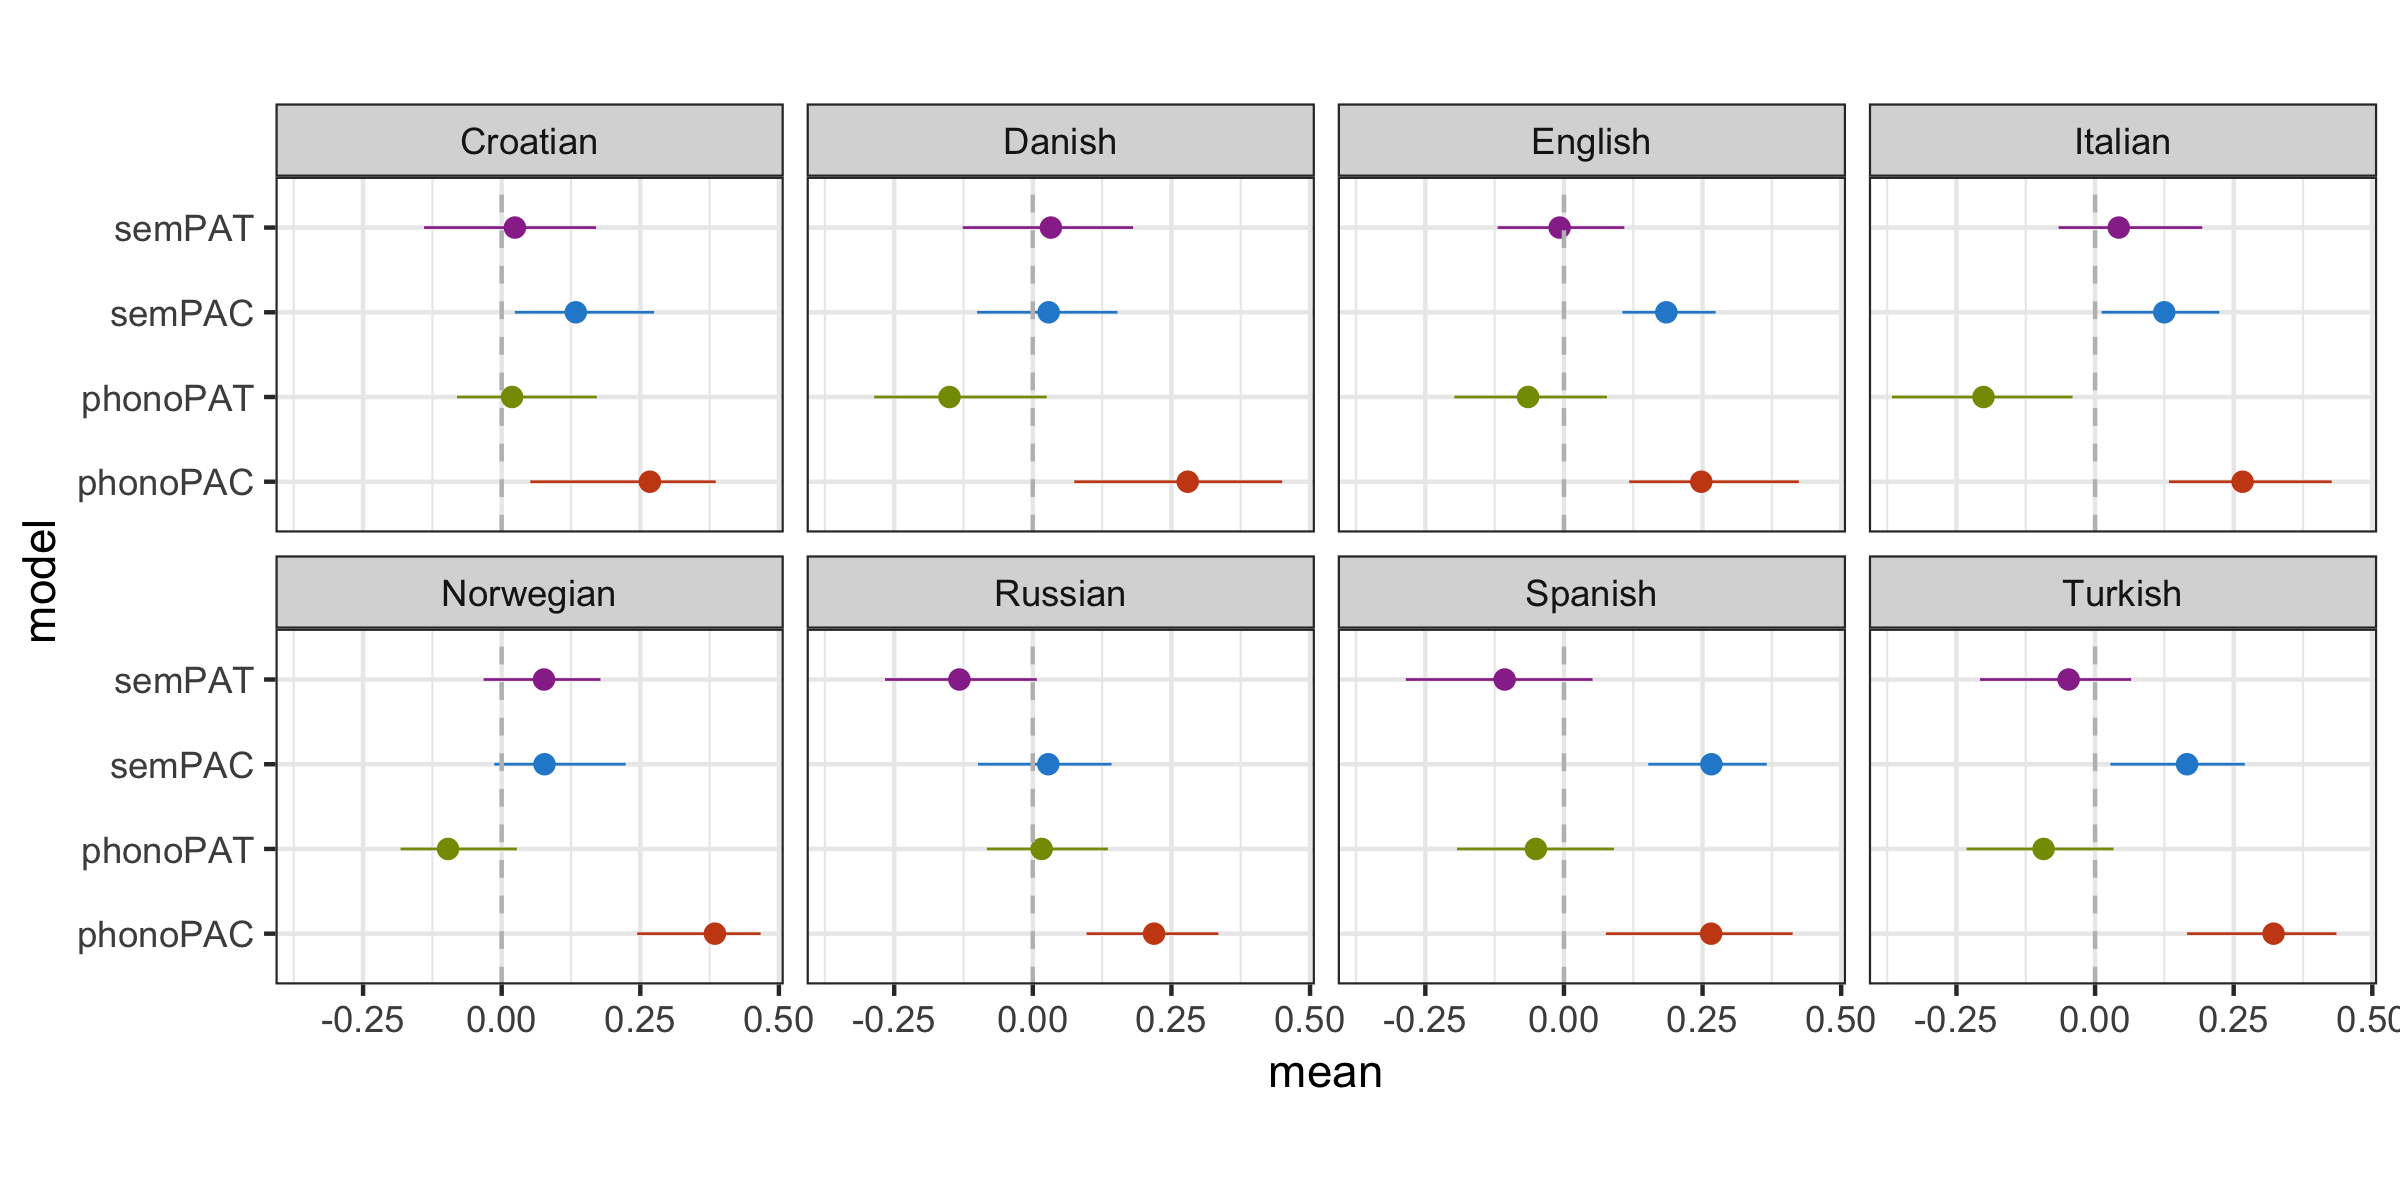 Croatian Danish English Italian
semPAT
semPAC
phonoPAT
phonoPAC
Norwegian Russian Spanish Turkish
semPAT
semPAC
phonoPAT
phonoPAC
-0.25 0.00 0.25 0.50 -0.25 0.00 0.25 0.50 -0.25 0.00 0.25 0.50 -0.25 0.00 0.25 0.50
mean
model